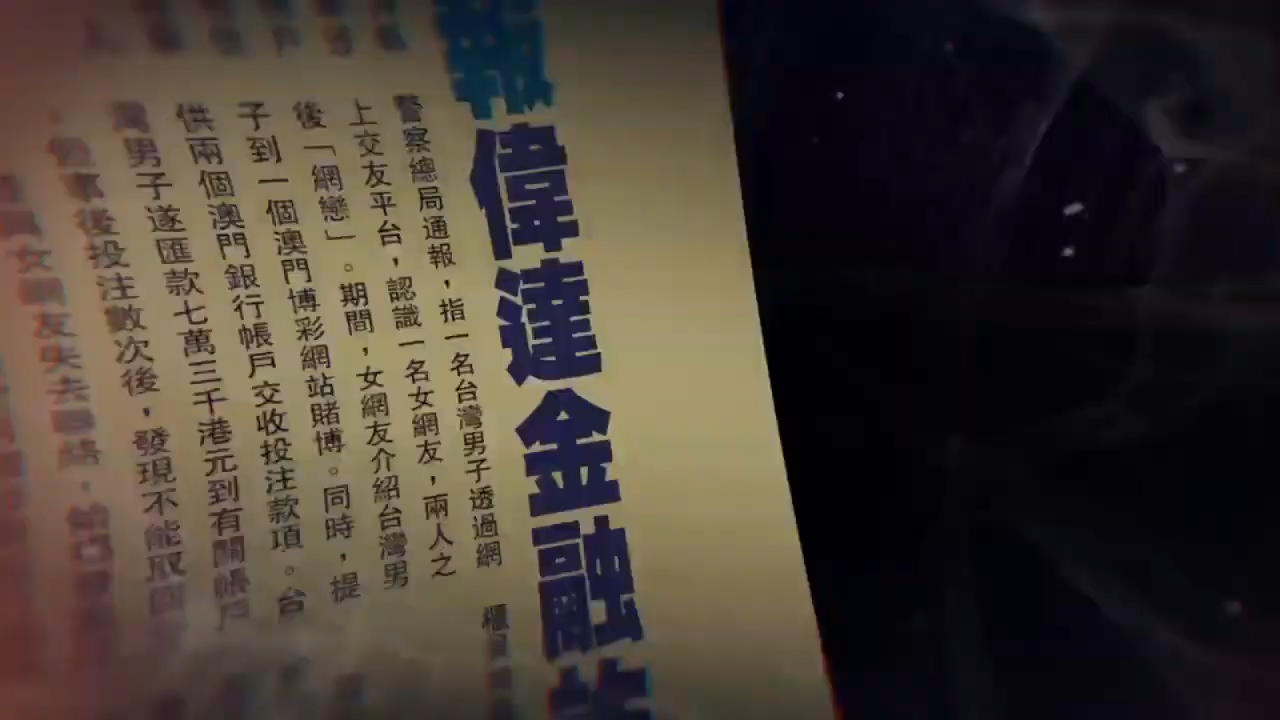 報偉達金融
警察總局通報，指一名台灣男子透過網
上交友平台，認識一名女網友，兩人之
後「網戀」。期間，女網友介紹台灣男
子到一個澳門博彩網站賭博。同時，提
供兩個澳門銀行帳戶交收投注款項。台
灣男子遂匯款七萬三千港元到有關帳戶
，但事後投注數次後，發現不能取回
女網友失去聯絡，始